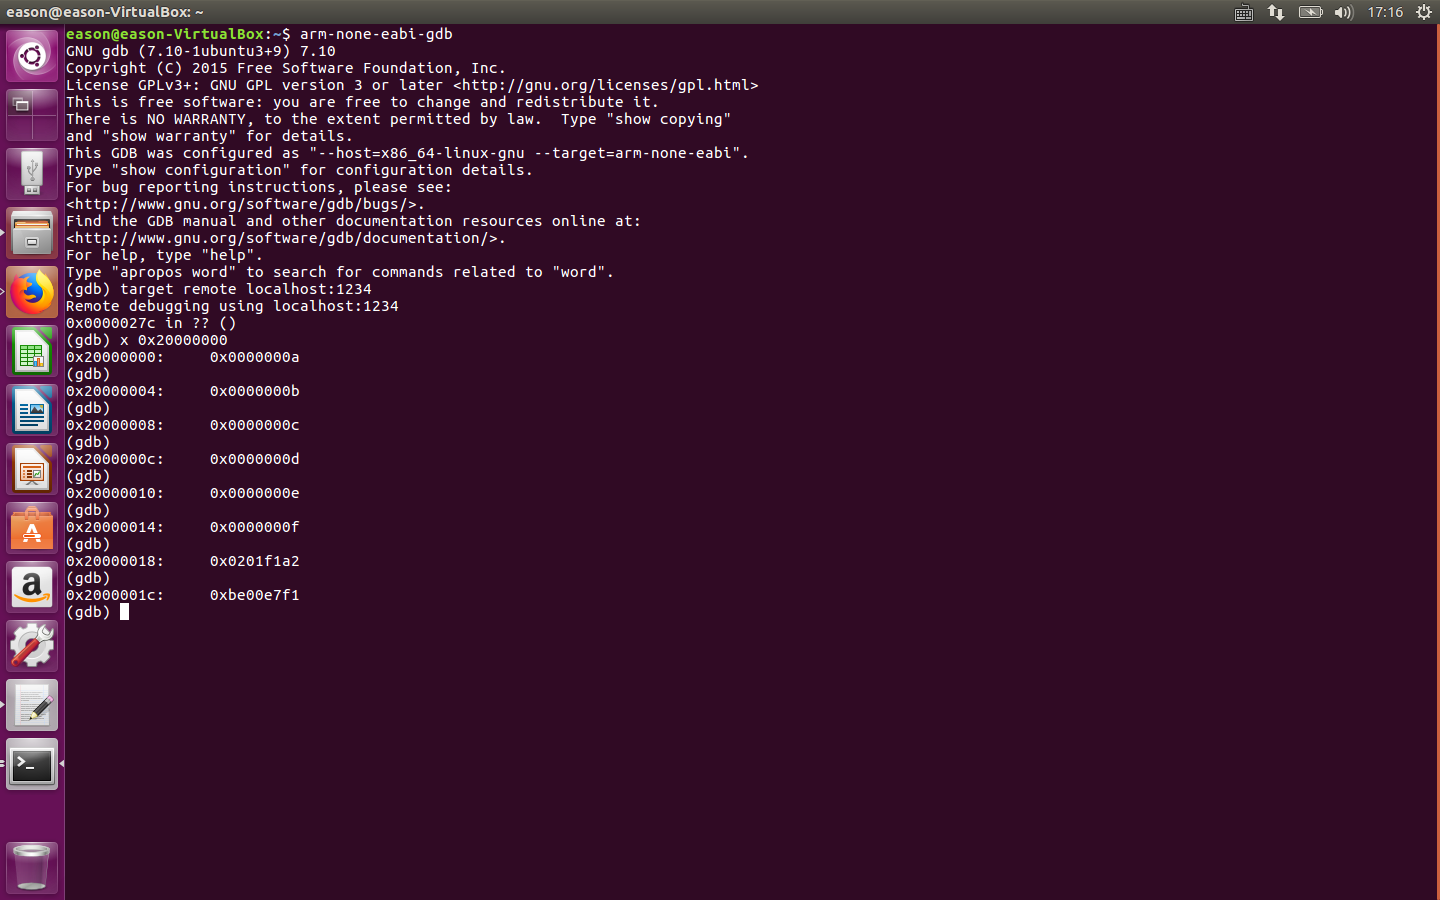 eason@eason-VirtualBox: ~
17:16
eason@eason-VirtualBox:~$ arm-none-eabi-gdb
GNU gdb (7.10-1ubuntu3+9) 7.10
Copyright (C) 2015 Free Software Foundation, Inc.
License GPLv3+: GNU GPL version 3 or later <http://gnu.org/licenses/gpl.html>
This is free software: you are free to change and redistribute it.
There is NO WARRANTY, to the extent permitted by law.  Type "show copying"
and "show warranty" for details.
This GDB was configured as "--host=x86_64-linux-gnu --target=arm-none-eabi".
Type "show configuration" for configuration details.
For bug reporting instructions, please see:
<http://www.gnu.org/software/gdb/bugs/>.
Find the GDB manual and other documentation resources online at:
<http://www.gnu.org/software/gdb/documentation/>.
For help, type "help".
Type "apropos word" to search for commands related to "word".
(gdb) target remote localhost:1234
Remote debugging using localhost:1234
0x0000027c in ?? ()
(gdb) x 0x20000000
0x20000000:     0x0000000a
(gdb)
0x20000004:     0x0000000b
(gdb)
0x20000008:     0x0000000c
(gdb)
0x2000000c:     0x0000000d
(gdb)
0x20000010:     0x0000000e
(gdb)
0x20000014:     0x0000000f
(gdb)
0x20000018:     0x0201f1a2
(gdb)
0x2000001c:     0xbe00e7f1
(gdb)